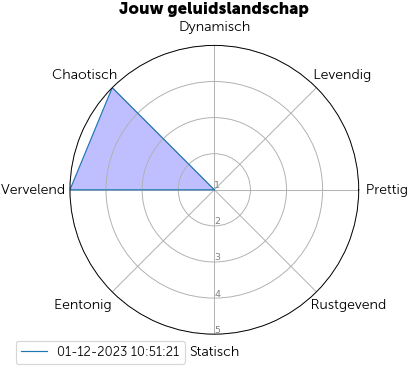 Jouw geluidslandschap
Dynamisch
Chaotisch
Levendig
Vervelend
1
Prettig
2
3
4
Eentonig
Rustgevend
5
01-12-2023 10:51:21
Statisch